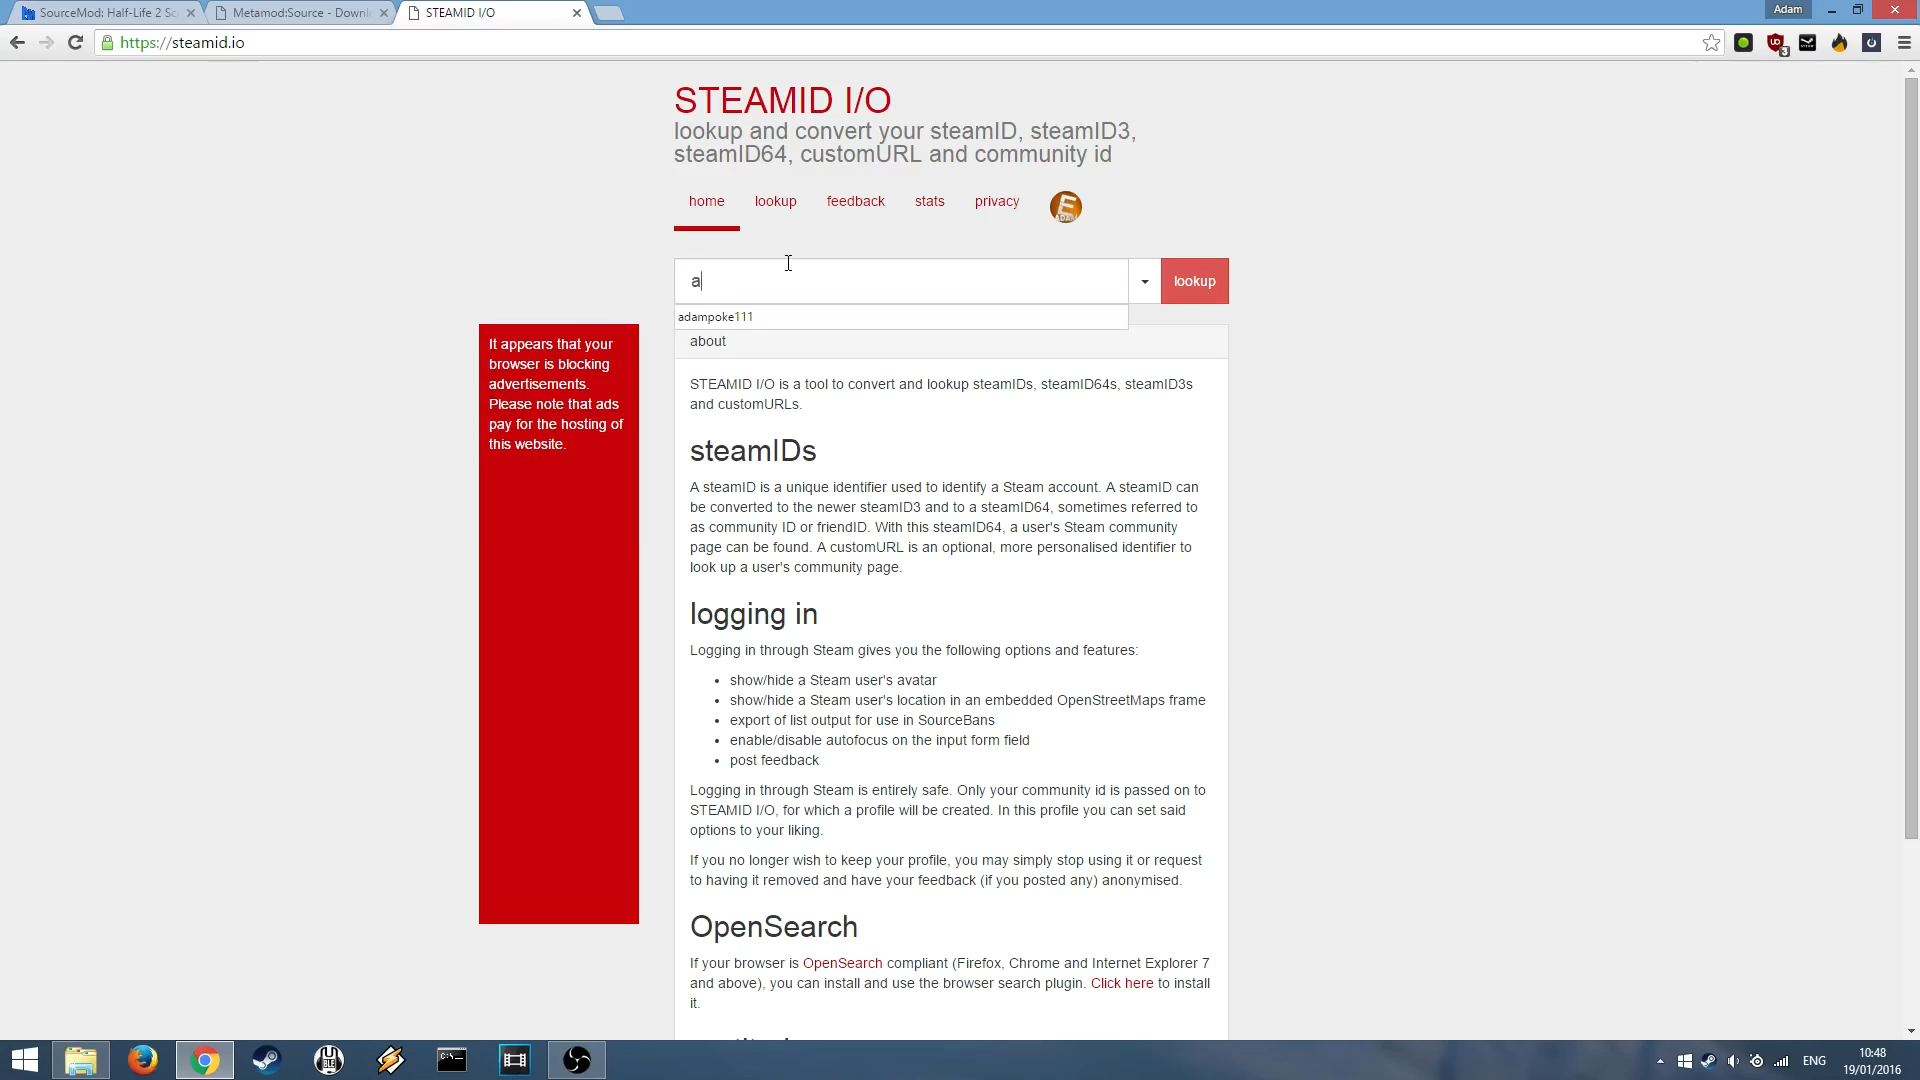 SourceMod: Half-Life 2 Sc
Metamod:Source - Downl
STEAMID I/O
Adam
https://steamid.io
3
STEAMID I/O
lookup and convert your steamID, steamID3,
steamID64, customURL and community id
home lookup feedback stats privacy
a
lookup
adampoke111
about
It appears that your
browser is blocking
advertisements.
Please note that ads
pay for the hosting of
this website.
STEAMID I/O is a tool to convert and lookup steamIDs, steamID64s, steamID3s
and customURLs.
steamIDs
A steamID is a unique identifier used to identify a Steam account. A steamID can
be converted to the newer steamID3 and to a steamID64, sometimes referred to
as community ID or friendID. With this steamID64, a user's Steam community
page can be found. A customURL is an optional, more personalised identifier to
look up a user's community page.
logging in
Logging in through Steam gives you the following options and features:
• show/hide a Steam user's avatar
• show/hide a Steam user's location in an embedded OpenStreetMaps frame
• export of list output for use in SourceBans
• enable/disable autofocus on the input form field
• post feedback
Logging in through Steam is entirely safe. Only your community id is passed on to
STEAMID I/O, for which a profile will be created. In this profile you can set said
options to your liking.
If you no longer wish to keep your profile, you may simply stop using it or request
to having it removed and have your feedback (if you posted any) anonymised.
OpenSearch
If your browser is OpenSearch compliant (Firefox, Chrome and Internet Explorer 7
and above), you can install and use the browser search plugin. Click here to install
it.
ENG
10:48
19/01/2016